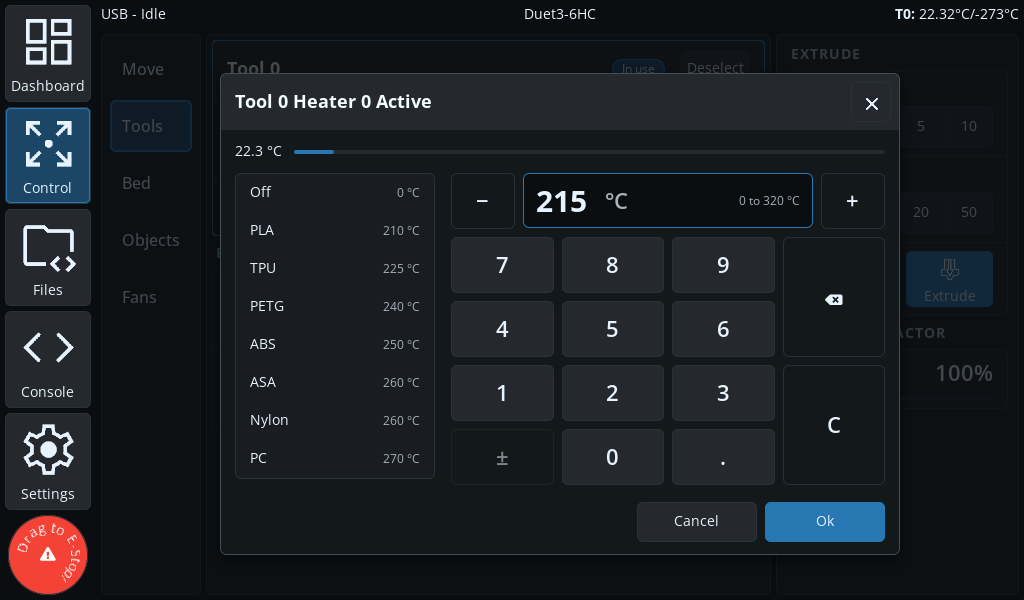 USB - Idle
Duet3-6HC
T0: 22.32°C/-273°C
Dashboard
Control
Files
Console
Settings
Drag to E-Stop!
Move
Tools
Bed
Objects
Fans
Tool 0
In use
Deselect
EXTRUDE
5
10
20
50
Extrude
ACTOR
100%
Tool 0 Heater 0 Active
22.3 °C
Off 0 °C
PLA 210 °C
TPU 225 °C
PETG 240 °C
ABS 250 °C
ASA 260 °C
Nylon 260 °C
PC 270 °C
− 215 °C 0 to 320 °C +
7 8 9
4 5 6
1 2 3
C
± 0 .
Cancel
Ok